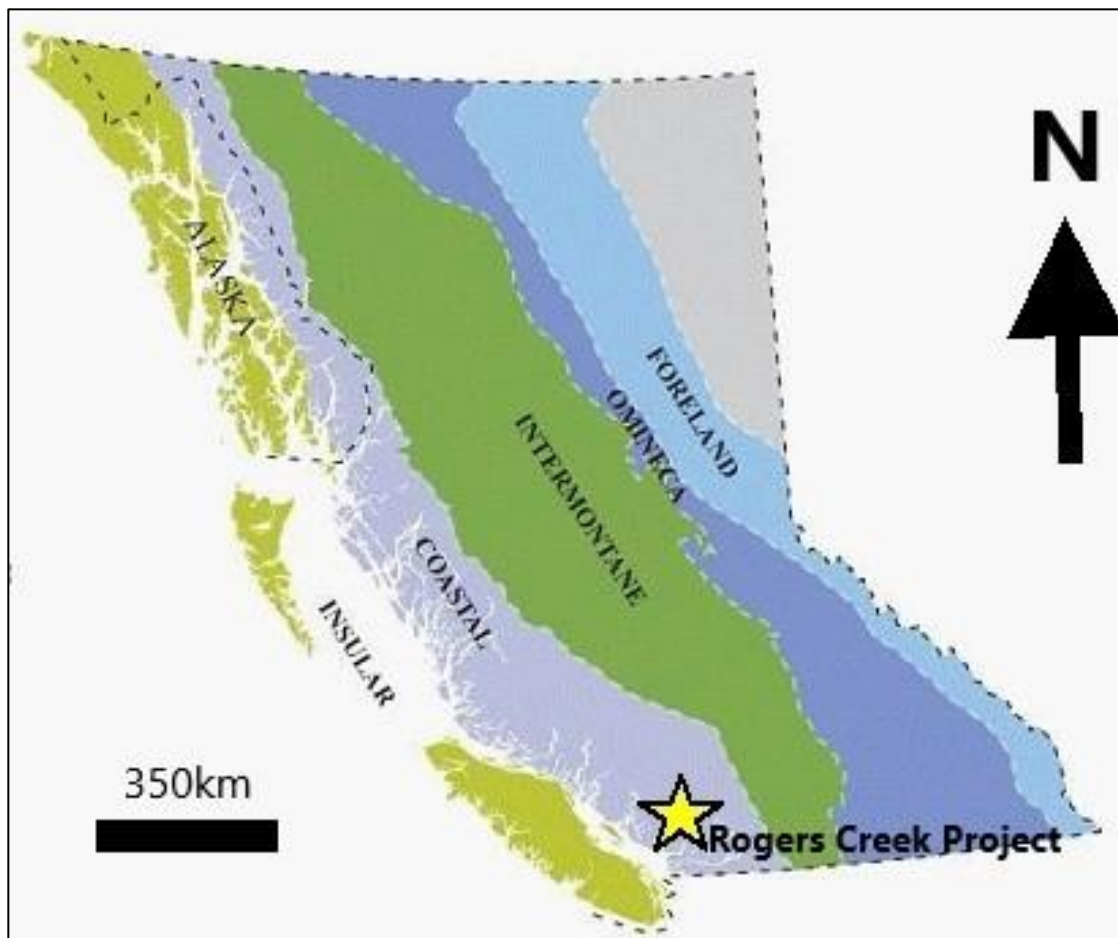 N
ALASKA
FORELAND
OMINECA
INTERMONTANE
COASTAL
INSULAR
350km
Rogers Creek Project